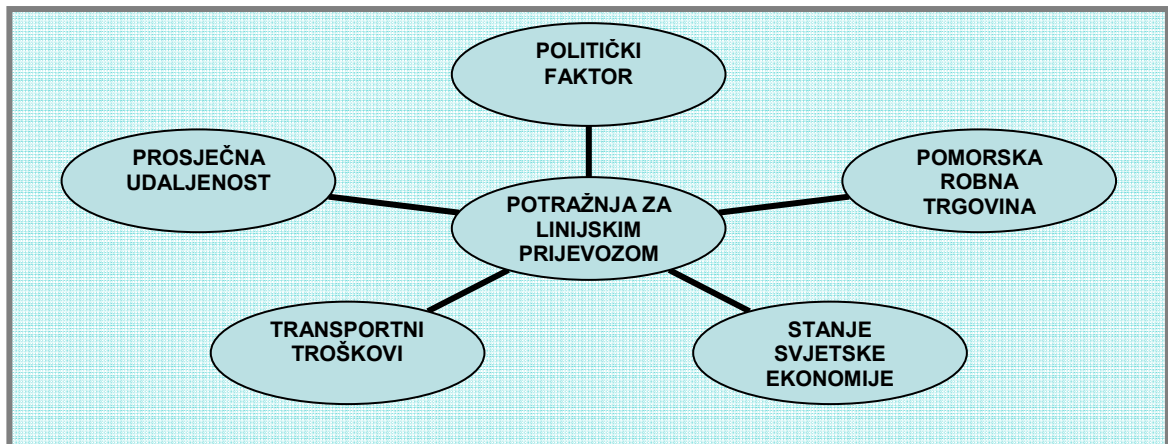 POLITIČKI
FAKTOR
PROSJEČNA
UDALJENOST
POMORSKA
ROBNA
TRGOVINA
POTRAŽNJA ZA
LINIJSKIM
PRIJEVOZOM
TRANSPORTNI
TROŠKOVI
STANJE
SVJETSKE
EKONOMIJE